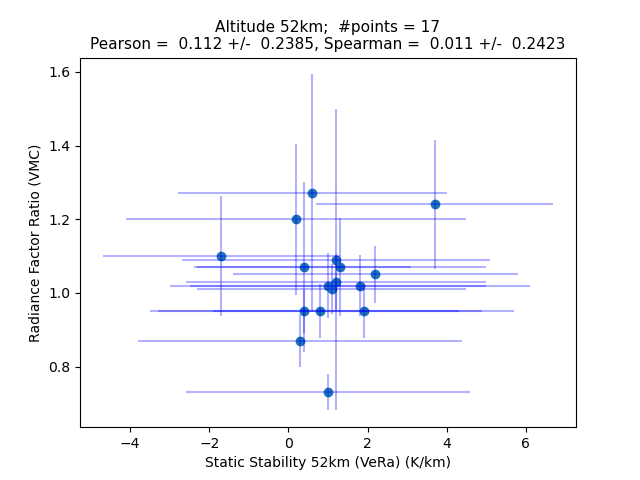 Altitude 52km;  #points = 17
Pearson =  0.112 +/-  0.2385, Spearman =  0.011 +/-  0.2423
Radiance Factor Ratio (VMC)
1.6
1.4
1.2
1.0
0.8
−4 −2 0 2 4 6
Static Stability 52km (VeRa) (K/km)